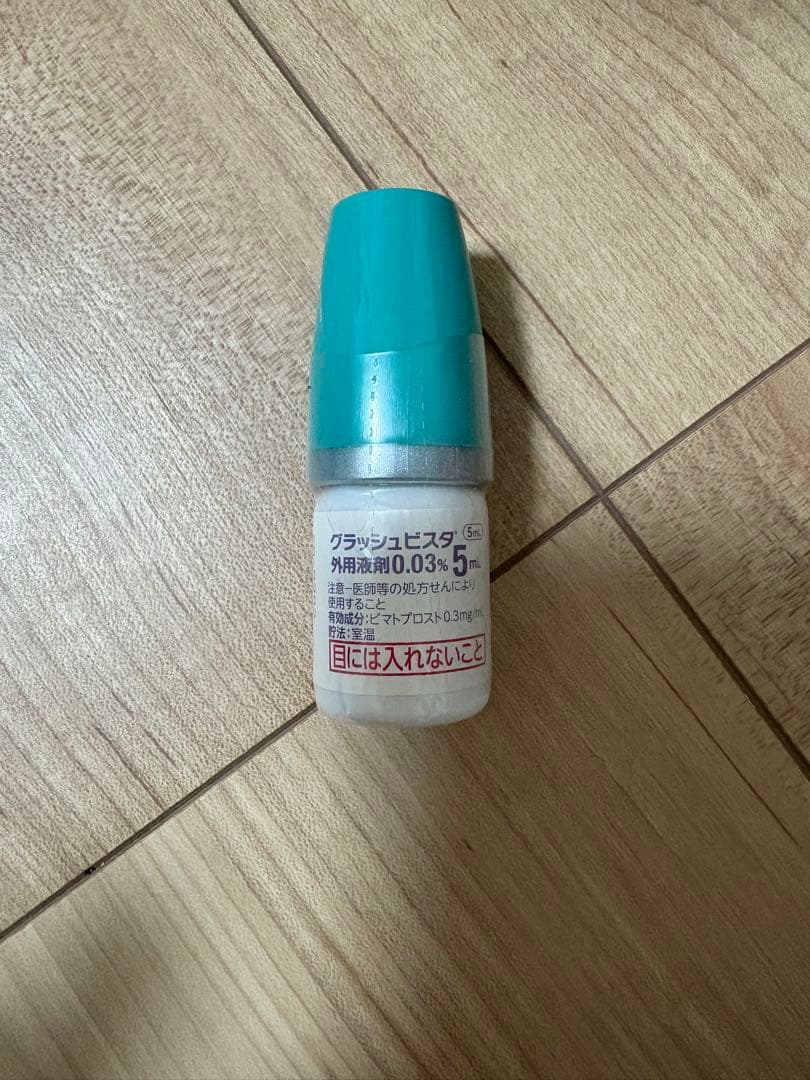 グラッシュビスタ® 5mL
外用液剤0.03% 5mL
注意-医師等の処方せんにより
使用すること
有効成分:ビマトプロスト0.3mg/mL
貯法:室温
目には入れないこと